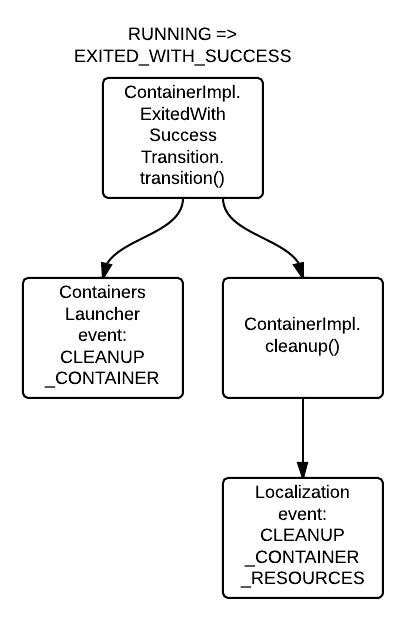 RUNNING =>
EXITED_WITH_SUCCESS
ContainerImpl.
ExitedWith
Success
Transition.
transition()
Containers
Launcher
event:
CLEANUP
_CONTAINER
ContainerImpl.
cleanup()
Localization
event:
CLEANUP
_CONTAINER
_RESOURCES